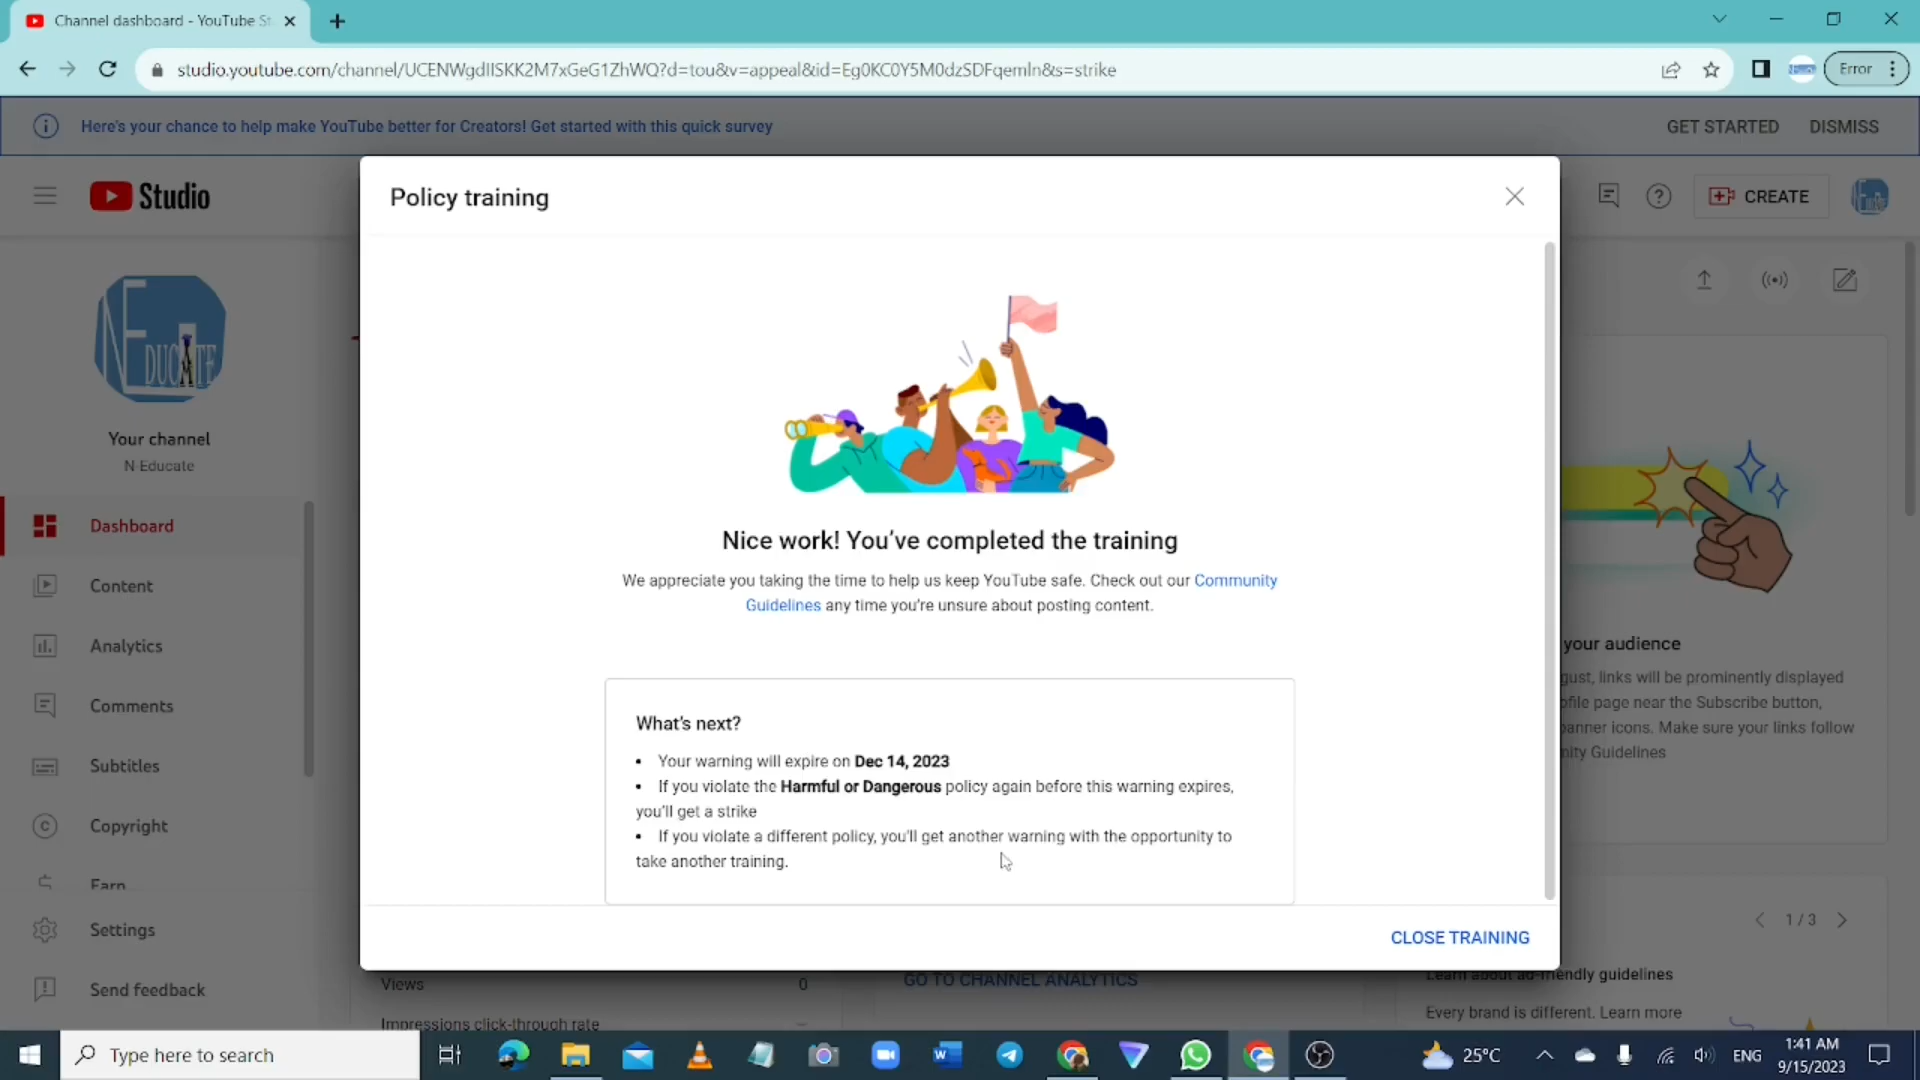 Channel dashboard - YouTube St
studio.youtube.com/channel/UCENWgdIISKK2M7xGeG1ZhWQ?d=tou&v=appeal&id=Eg0KC0Y5M0dzSDFqemln&s=strike
Error
Here's your chance to help make YouTube better for Creators! Get started with this quick survey
GET STARTED
DISMISS
Studio
Policy training
CREATE
NEDUCATE
Your channel
N Educate
Dashboard
Content
Analytics
Comments
Subtitles
Copyright
Earn
Settings
Send feedback
Nice work! You've completed the training
We appreciate you taking the time to help us keep YouTube safe. Check out our Community
Guidelines any time you're unsure about posting content.
What's next?
• Your warning will expire on Dec 14, 2023
• If you violate the Harmful or Dangerous policy again before this warning expires,
you'll get a strike
• If you violate a different policy, you'll get another warning with the opportunity to
take another training.
CLOSE TRAINING
your audience
gust, links will be prominently displayed
ofile page near the Subscribe button,
banner icons. Make sure your links follow
nity Guidelines
1 / 3
Learn about ad-friendly guidelines
Every brand is different. Learn more
Views
0
GO TO CHANNEL ANALYTICS
Impressions click-through rate
Type here to search
25°C
ENG
1:41 AM
9/15/2023